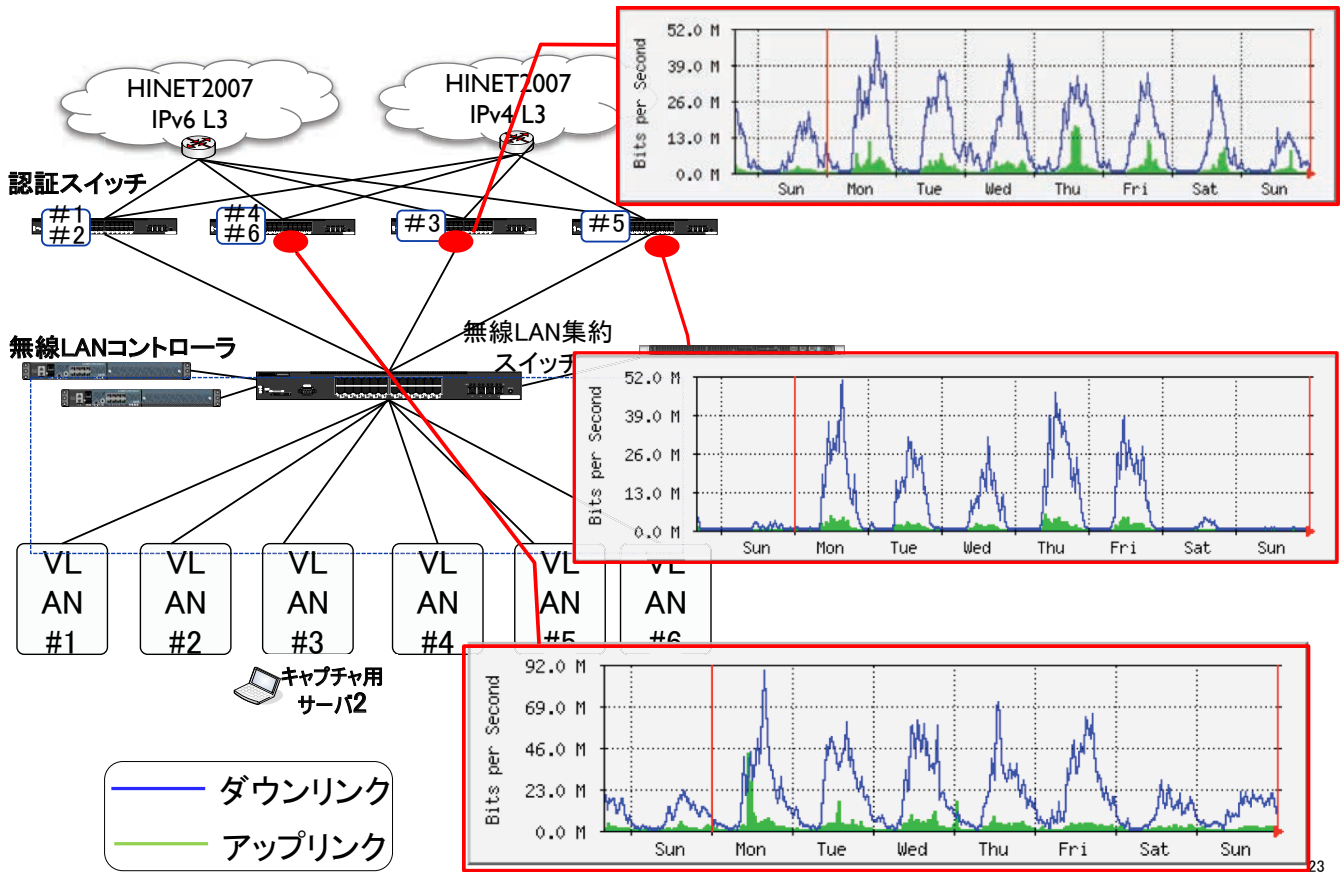 HINET2007
IPv6 L3
HINET2007
IPv4 L3
認証スイッチ
#1
#2
#4
#6
#3
#5
52.0 M
39.0 M
26.0 M
13.0 M
0.0 M
Bits per Second
Sun Mon Tue Wed Thu Fri Sat Sun
無線LANコントローラ
無線LAN集約
スイッチ
52.0 M
39.0 M
26.0 M
13.0 M
0.0 M
Bits per Second
Sun Mon Tue Wed Thu Fri Sat Sun
VL
AN
#1
VL
AN
#2
VL
AN
#3
VL
AN
#4
VL
AN
#5
VL
AN
#6
キャプチャ用
サーバ2
92.0 M
69.0 M
46.0 M
23.0 M
0.0 M
Bits per Second
Sun Mon Tue Wed Thu Fri Sat Sun
ダウンリンク
アップリンク
23